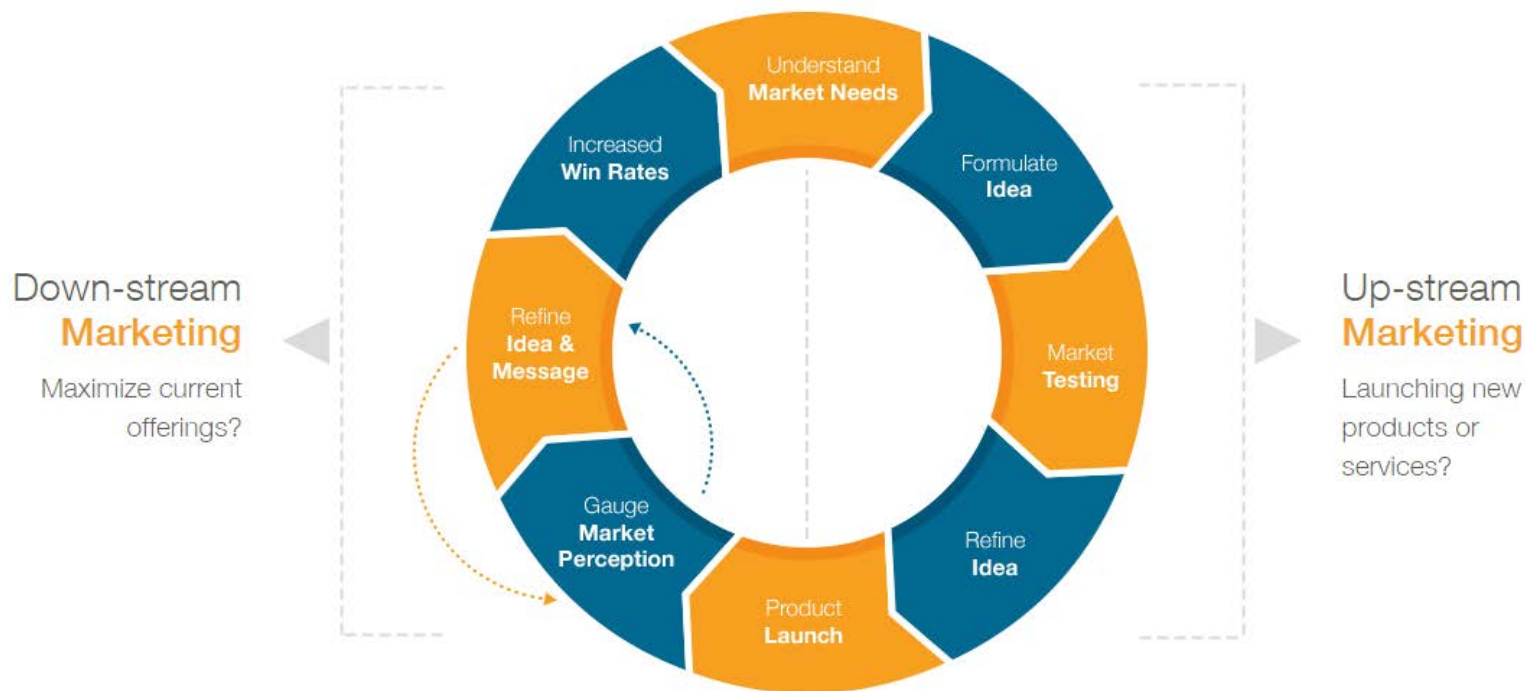 Understand
Market Needs
Formulate
Idea
Market
Testing
Refine
Idea
Product
Launch
Gauge
Market
Perception
Refine
Idea &
Message
Increased
Win Rates
Down-stream
Marketing
Maximize current
offerings?
Up-stream
Marketing
Launching new
products or
services?